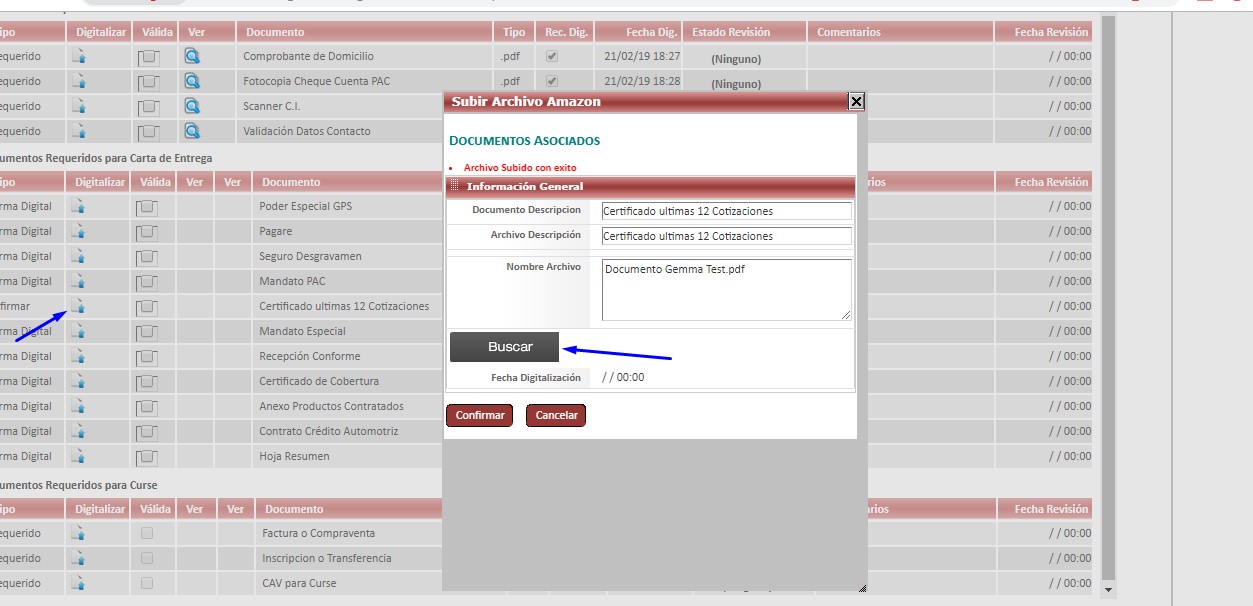 ipo Digitalizar Válida Ver Documento Tipo Rec. Dig. Fecha Dig. Estado Revisión Comentarios Fecha Revisión
equerido Comprobante de Domicilio .pdf 21/02/19 18:27 (Ninguno) / / 00:00
equerido Fotocopia Cheque Cuenta PAC .pdf 21/02/19 18:28 (Ninguno) / / 00:00
equerido Scanner C.I. / / 00:00
equerido Validación Datos Contacto / / 00:00
umentos Requeridos para Carta de Entrega
ipo Digitalizar Válida Ver Ver Documento rios Fecha Revisión
rma Digital Poder Especial GPS / / 00:00
rma Digital Pagare / / 00:00
rma Digital Seguro Desgravamen / / 00:00
rma Digital Mandato PAC / / 00:00
firmar Certificado ultimas 12 Cotizaciones / / 00:00
rma Digital Mandato Especial / / 00:00
rma Digital Recepción Conforme / / 00:00
rma Digital Certificado de Cobertura / / 00:00
rma Digital Anexo Productos Contratados / / 00:00
rma Digital Contrato Crédito Automotriz / / 00:00
rma Digital Hoja Resumen / / 00:00
umentos Requeridos para Curse
ipo Digitalizar Válida Ver Ver Documento rios Fecha Revisión
equerido Factura o Compraventa / / 00:00
equerido Inscripcion o Transferencia / / 00:00
equerido CAV para Curse / / 00:00
Subir Archivo Amazon
DOCUMENTOS ASOCIADOS
• Archivo Subido con exito
Información General
Documento Descripcion Certificado ultimas 12 Cotizaciones
Archivo Descripción Certificado ultimas 12 Cotizaciones
Nombre Archivo Documento Gemma Test.pdf
Buscar
Fecha Digitalización / / 00:00
Confirmar Cancelar